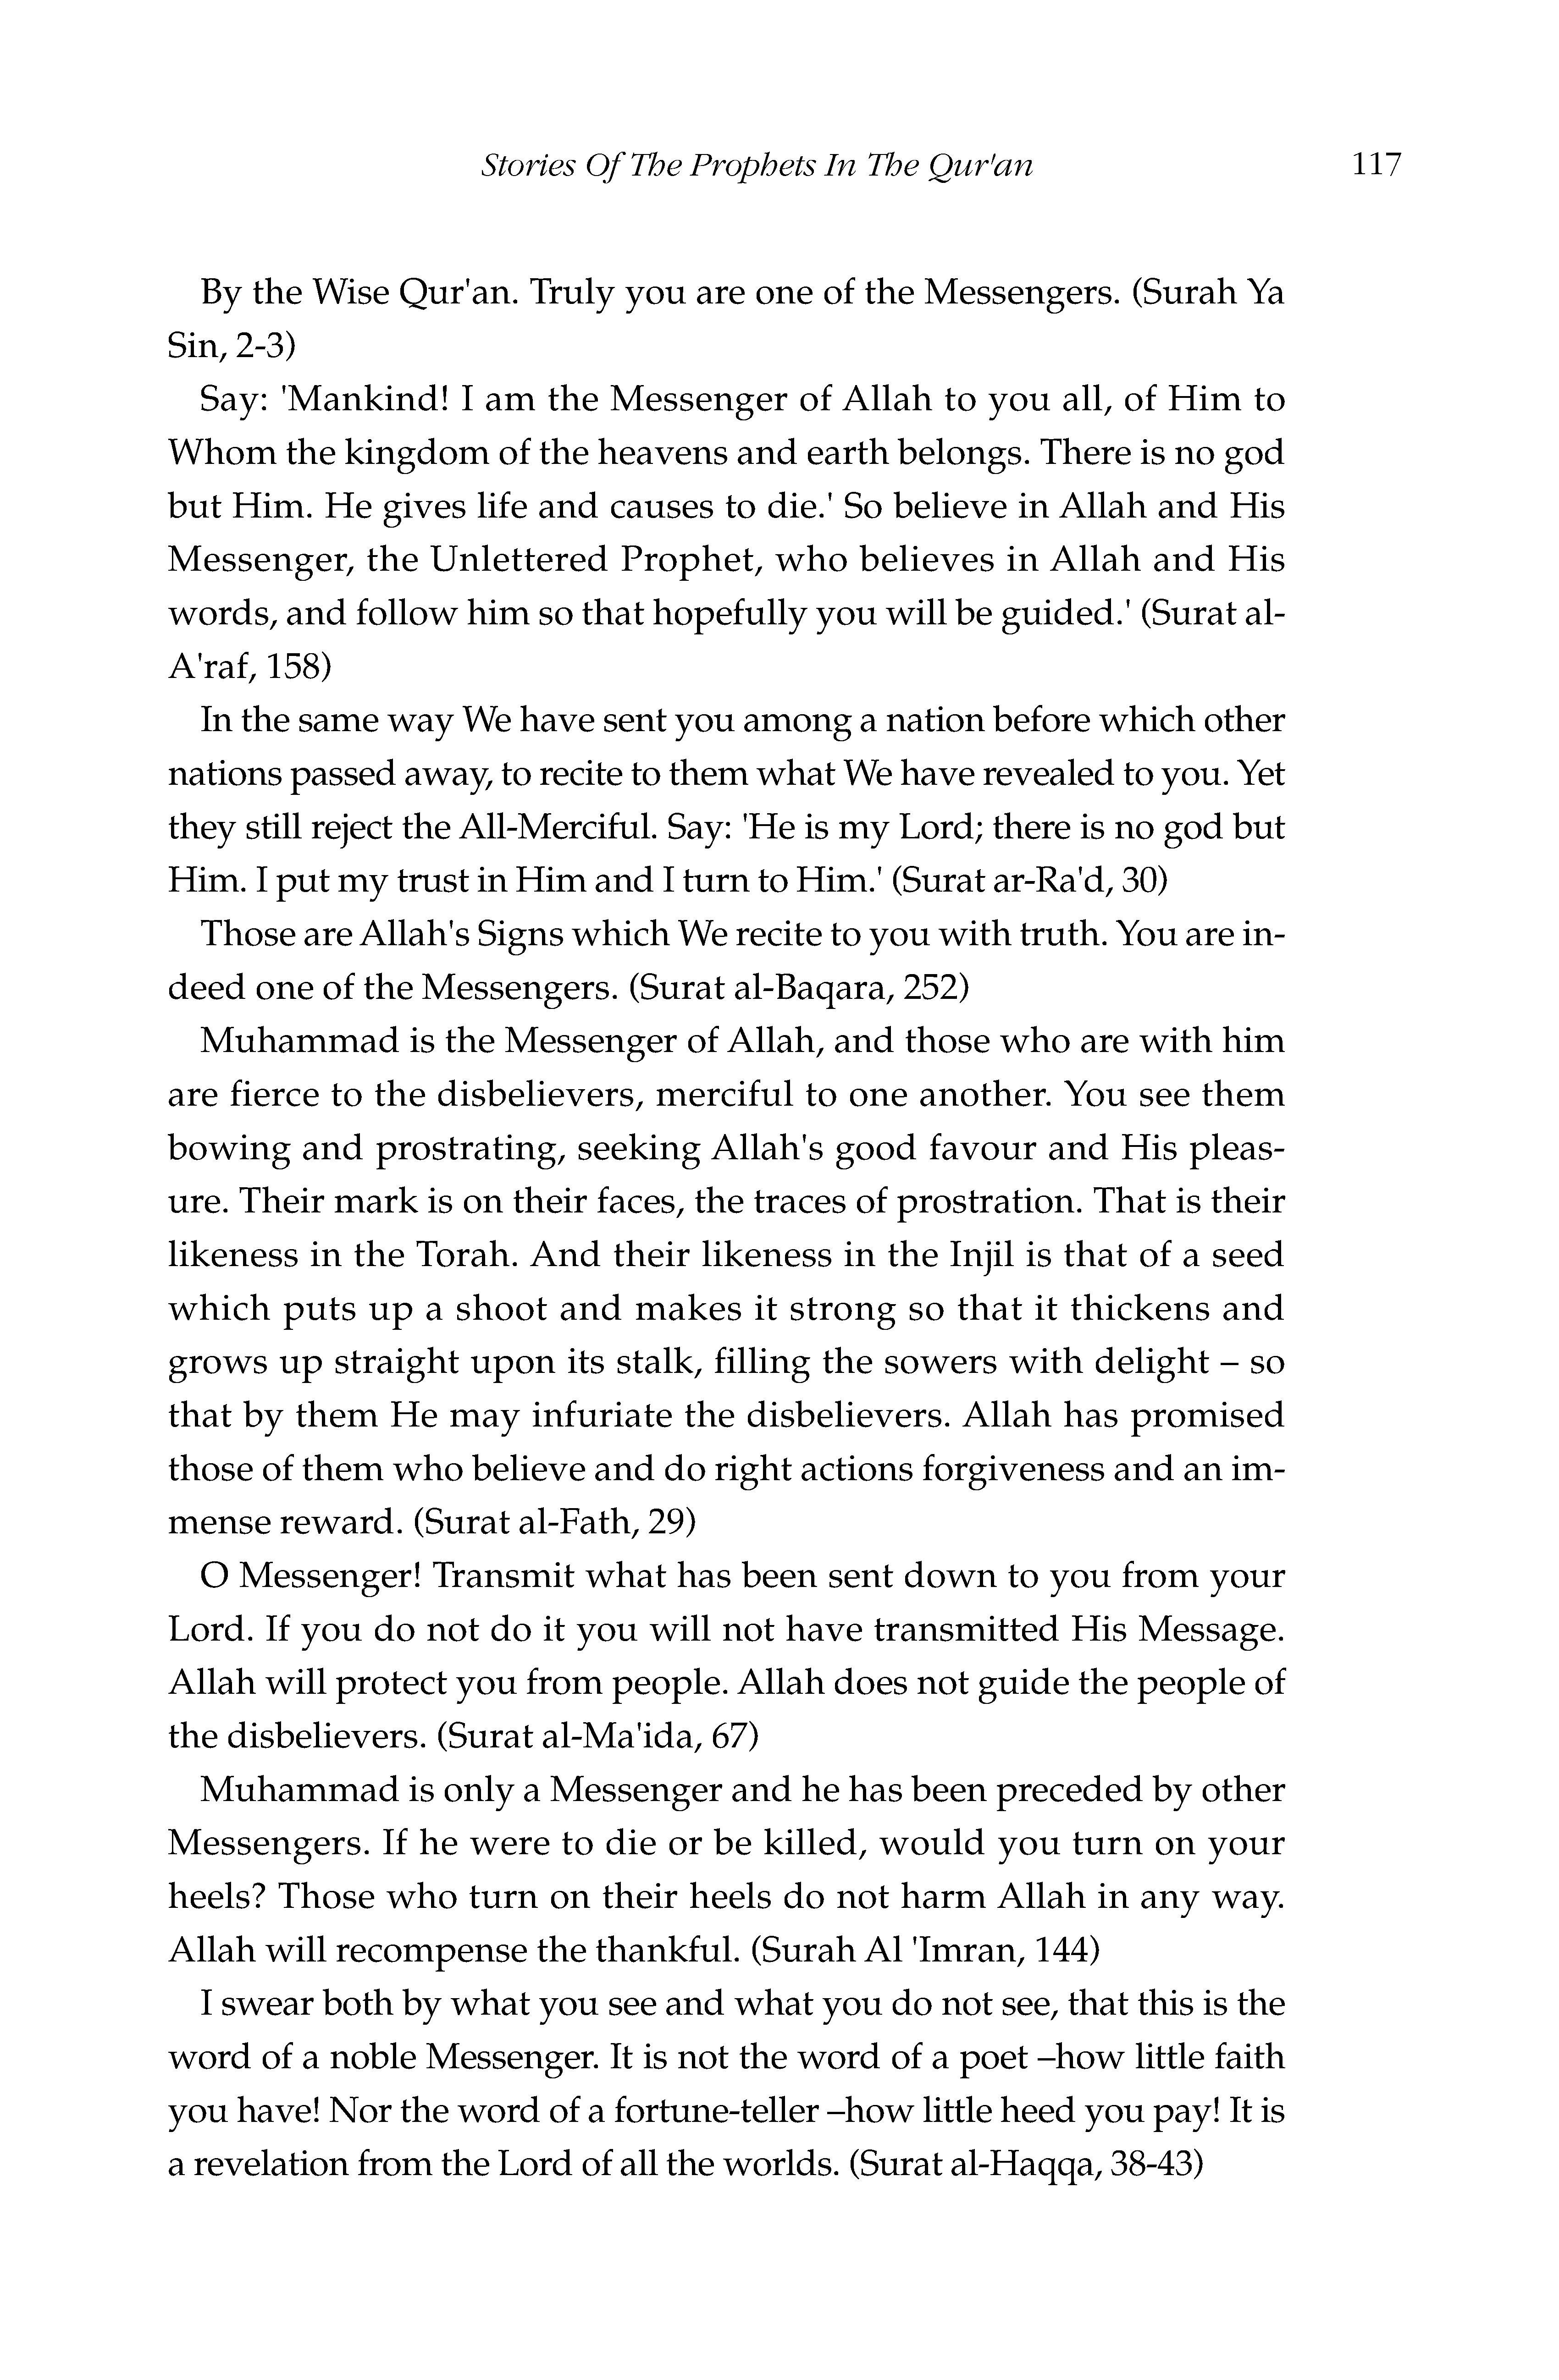 Stories Of The Prophets In The Qur'an 117
By the Wise Qur'an. Truly you are one of the Messengers. (Surah Ya
Sin, 2-3)
Say: 'Mankind! I am the Messenger of Allah to you all, of Him to
Whom the kingdom of the heavens and earth belongs. There is no god
but Him. He gives life and causes to die.' So believe in Allah and His
Messenger, the Unlettered Prophet, who believes in Allah and His
words, and follow him so that hopefully you will be guided.' (Surat al-
A'raf, 158)
In the same way We have sent you among a nation before which other
nations passed away, to recite to them what We have revealed to you. Yet
they still reject the All-Merciful. Say: 'He is my Lord; there is no god but
Him. I put my trust in Him and I turn to Him.' (Surat ar-Ra'd, 30)
Those are Allah's Signs which We recite to you with truth. You are in-
deed one of the Messengers. (Surat al-Baqara, 252)
Muhammad is the Messenger of Allah, and those who are with him
are fierce to the disbelievers, merciful to one another. You see them
bowing and prostrating, seeking Allah's good favour and His pleas-
ure. Their mark is on their faces, the traces of prostration. That is their
likeness in the Torah. And their likeness in the Injil is that of a seed
which puts up a shoot and makes it strong so that it thickens and
grows up straight upon its stalk, filling the sowers with delight – so
that by them He may infuriate the disbelievers. Allah has promised
those of them who believe and do right actions forgiveness and an im-
mense reward. (Surat al-Fath, 29)
O Messenger! Transmit what has been sent down to you from your
Lord. If you do not do it you will not have transmitted His Message.
Allah will protect you from people. Allah does not guide the people of
the disbelievers. (Surat al-Ma'ida, 67)
Muhammad is only a Messenger and he has been preceded by other
Messengers. If he were to die or be killed, would you turn on your
heels? Those who turn on their heels do not harm Allah in any way.
Allah will recompense the thankful. (Surah Al 'Imran, 144)
I swear both by what you see and what you do not see, that this is the
word of a noble Messenger. It is not the word of a poet –how little faith
you have! Nor the word of a fortune-teller –how little heed you pay! It is
a revelation from the Lord of all the worlds. (Surat al-Haqqa, 38-43)